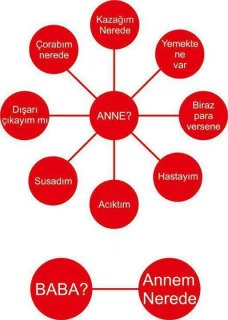 Kazağım
Nerede
Çorabım
nerede
Yemekte
ne
var
Dışarı
çıkayım mı
ANNE?
Biraz
para
versene
Susadım
Hastayım
Acıktım
BABA?
Annem
Nerede